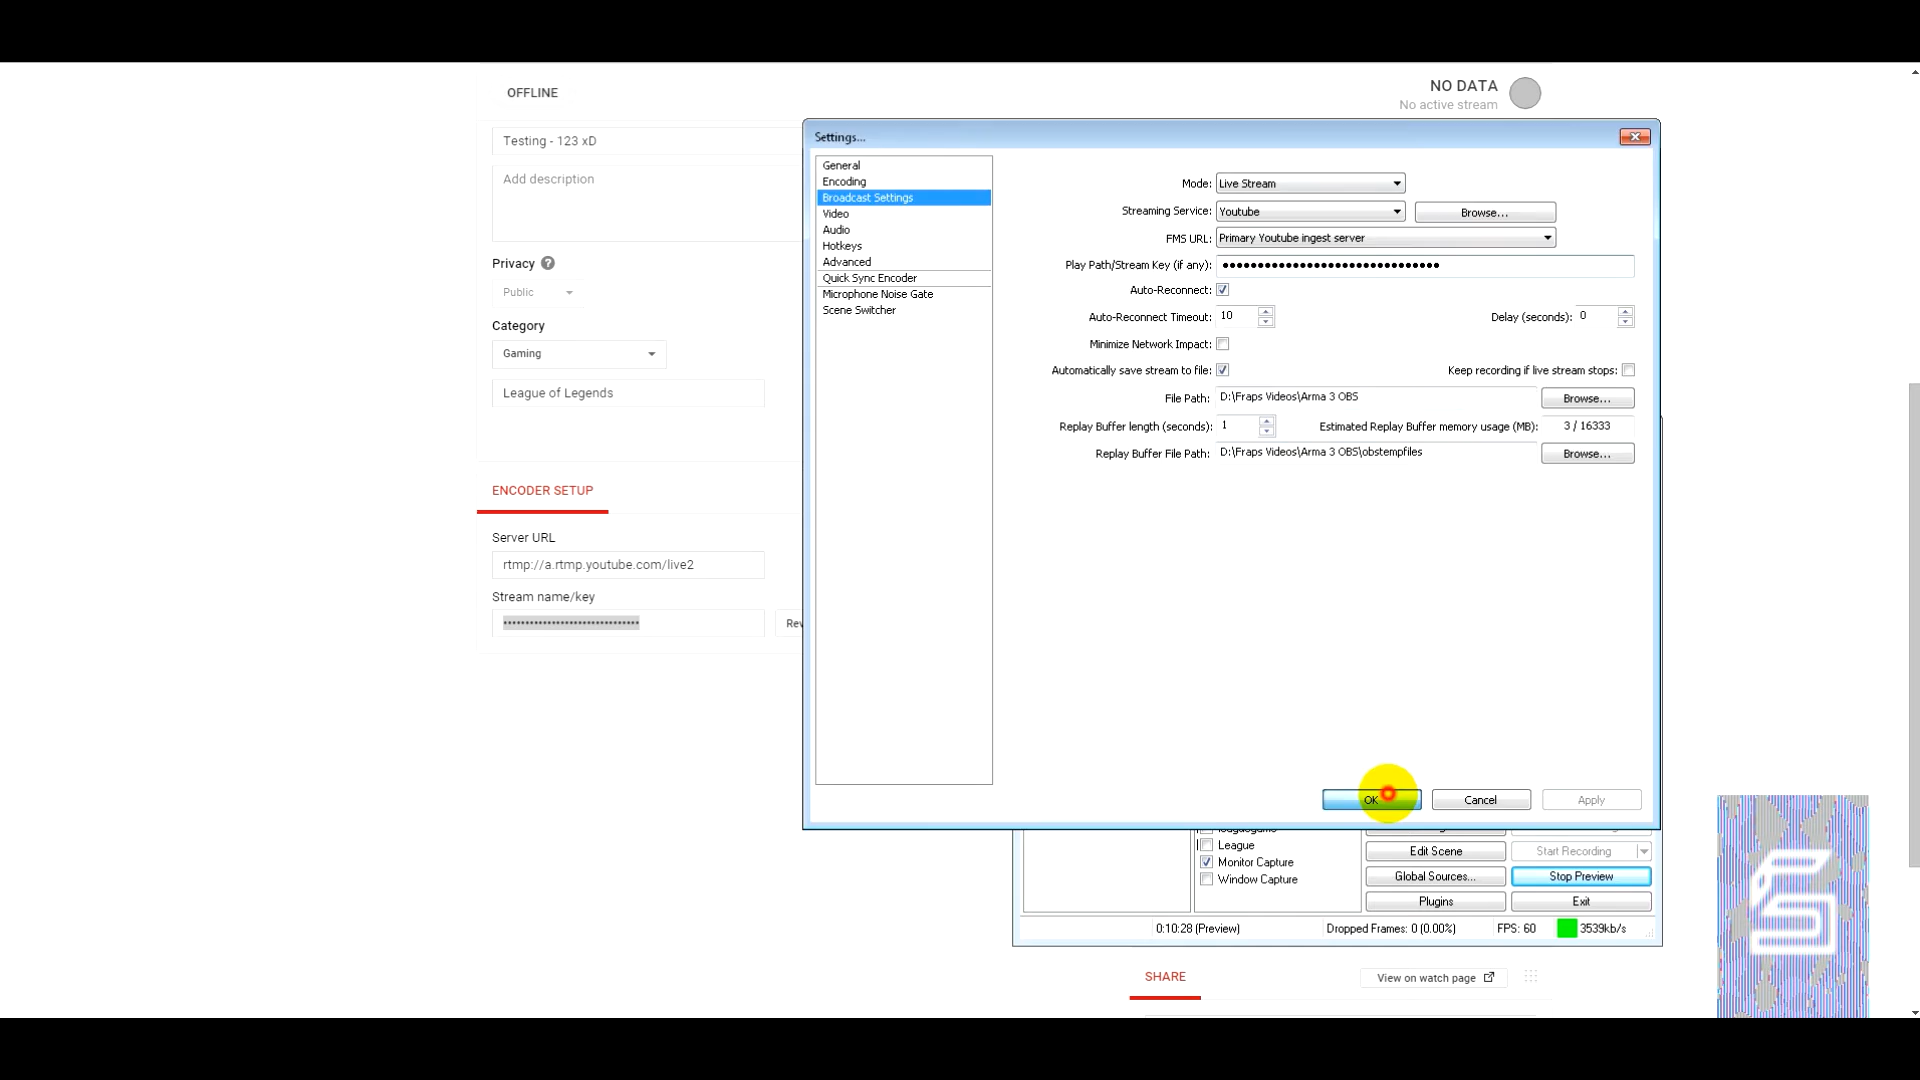 OFFLINE
NO DATA
No active stream
Testing - 123 xD
Add description
Privacy ?
Public
Category
Gaming
League of Legends
ENCODER SETUP
Server URL
rtmp://a.rtmp.youtube.com/live2
Stream name/key
••••••••••••••••••••••••••••••••
Settings...
General
Encoding
Broadcast Settings
Video
Audio
Hotkeys
Advanced
Quick Sync Encoder
Microphone Noise Gate
Scene Switcher
Mode: Live Stream
Streaming Service: Youtube Browse...
FMS URL: Primary Youtube ingest server
Play Path/Stream Key (if any): ●●●●●●●●●●●●●●●●●●●●●●●●●●●●●●●
Auto-Reconnect:
Auto-Reconnect Timeout: 10 Delay (seconds): 0
Minimize Network Impact:
Automatically save stream to file: Keep recording if live stream stops:
File Path: D:\Fraps Videos\Arma 3 OBS Browse...
Replay Buffer length (seconds): 1 Estimated Replay Buffer memory usage (MB): 3 / 16333
Replay Buffer File Path: D:\Fraps Videos\Arma 3 OBS\obstempfiles Browse...
OK Cancel Apply
League
Monitor Capture
Window Capture
Edit Scene Start Recording
Global Sources... Stop Preview
Plugins Exit
0:10:28 (Preview) Dropped Frames: 0 (0.00%) FPS: 60 3539kb/s
SHARE
View on watch page